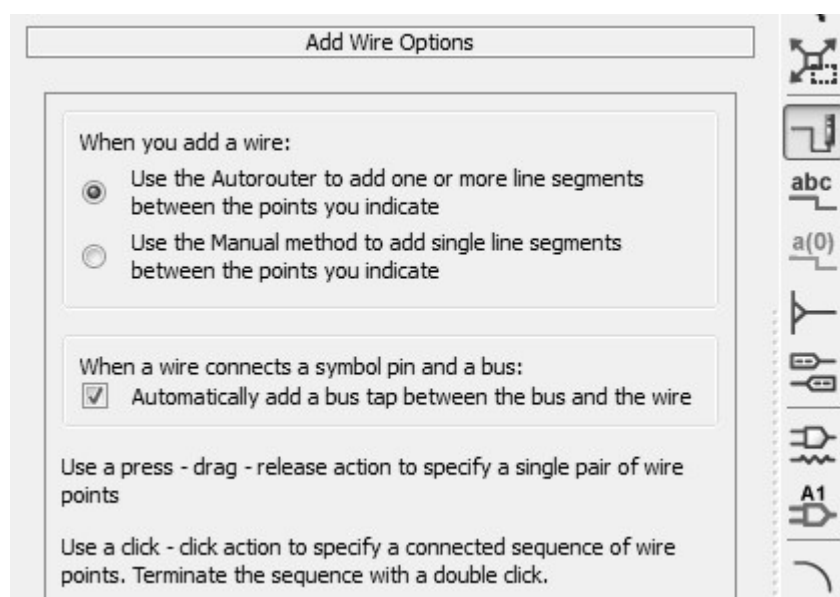 Add Wire Options
When you add a wire:
Use the Autorouter to add one or more line segments
between the points you indicate
Use the Manual method to add single line segments
between the points you indicate
When a wire connects a symbol pin and a bus:
Automatically add a bus tap between the bus and the wire
Use a press - drag - release action to specify a single pair of wire
points
Use a click - click action to specify a connected sequence of wire
points. Terminate the sequence with a double click.
abc
a(0)
A1